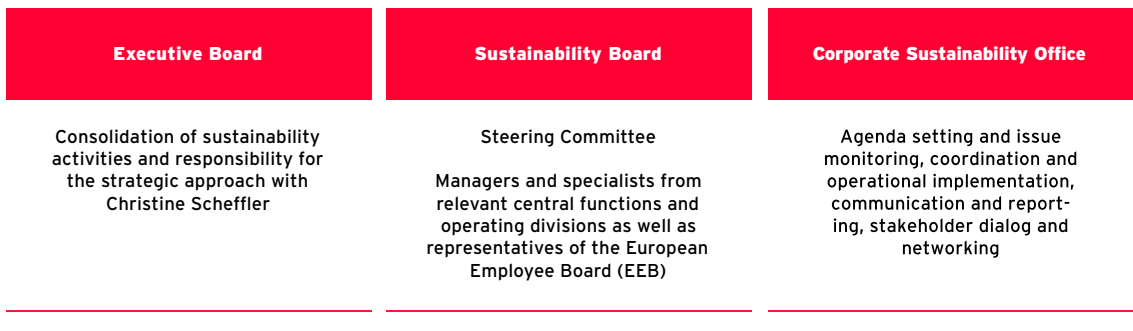 Executive Board
Consolidation of sustainability
activities and responsibility for
the strategic approach with
Christine Scheffler
Sustainability Board
Steering Committee
Managers and specialists from
relevant central functions and
operating divisions as well as
representatives of the European
Employee Board (EEB)
Corporate Sustainability Office
Agenda setting and issue
monitoring, coordination and
operational implementation,
communication and report-
ing, stakeholder dialog and
networking